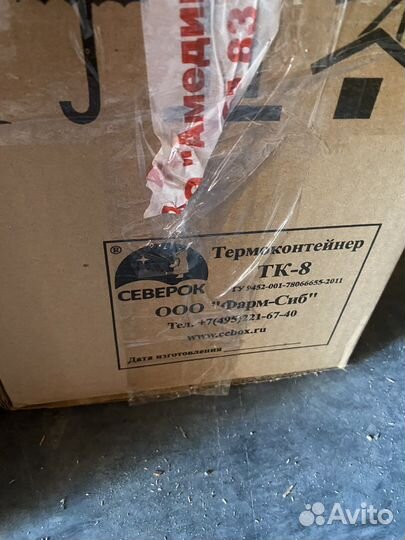 "Амедин
83
®
СЕВЕРОК
Термоконтейнер
ТК-8
ТУ 9452-001-78066655-2011
ООО "Фарм-Сиб"
Тел. +7(495)221-67-40
www.cebox.ru
Дата изготовления
Avito